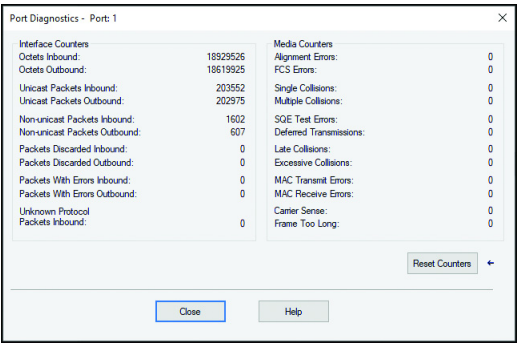 Port Diagnostics - Port: 1
Interface Counters
Octets Inbound: 18929526
Octets Outbound: 18619925
Unicast Packets Inbound: 203552
Unicast Packets Outbound: 202975
Non-unicast Packets Inbound: 1602
Non-unicast Packets Outbound: 607
Packets Discarded Inbound: 0
Packets Discarded Outbound: 0
Packets With Errors Inbound: 0
Packets With Errors Outbound: 0
Unknown Protocol
Packets Inbound: 0
Media Counters
Alignment Errors: 0
FCS Errors: 0
Single Collisions: 0
Multiple Collisions: 0
SQE Test Errors: 0
Deferred Transmissions: 0
Late Collisions: 0
Excessive Collisions: 0
MAC Transmit Errors: 0
MAC Receive Errors: 0
Carrier Sense: 0
Frame Too Long: 0
Reset Counters
Close
Help